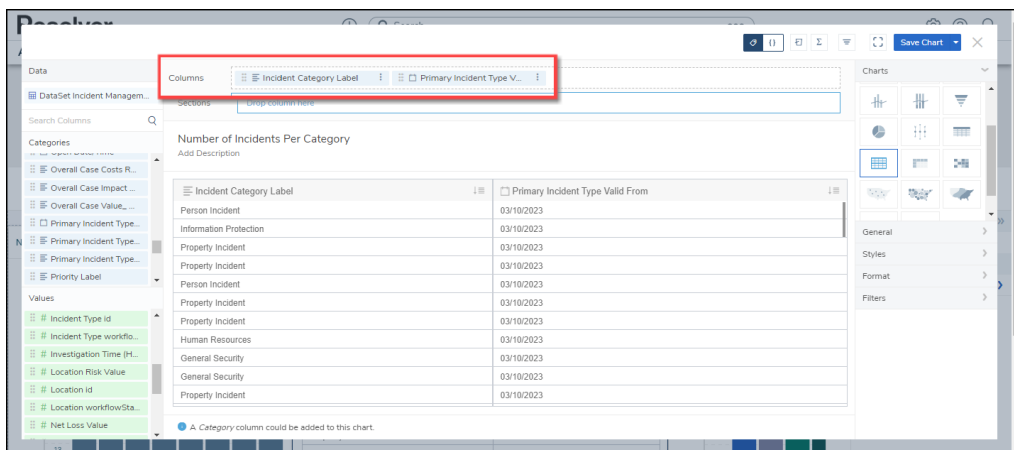 Resolver
Search
Save Chart
Data
DataSet Incident Managem...
Search Columns
Categories
Open Date/Time
Overall Case Costs R...
Overall Case Impact ...
Overall Case Value_ ...
Primary Incident Type...
Primary Incident Type...
Primary Incident Type...
Priority Label
Values
# Incident Type id
# Incident Type workflo...
# Investigation Time (H...
# Location Risk Value
# Location id
# Location workflowSta...
# Net Loss Value
Columns
Incident Category Label
Primary Incident Type V...
Sections
Drop column here
Number of Incidents Per Category
Add Description
Incident Category Label Primary Incident Type Valid From
Person Incident 03/10/2023
Information Protection 03/10/2023
Property Incident 03/10/2023
Property Incident 03/10/2023
Person Incident 03/10/2023
Property Incident 03/10/2023
Property Incident 03/10/2023
Human Resources 03/10/2023
General Security 03/10/2023
General Security 03/10/2023
Property Incident 03/10/2023
A Category column could be added to this chart.
Charts
General
Styles
Format
Filters